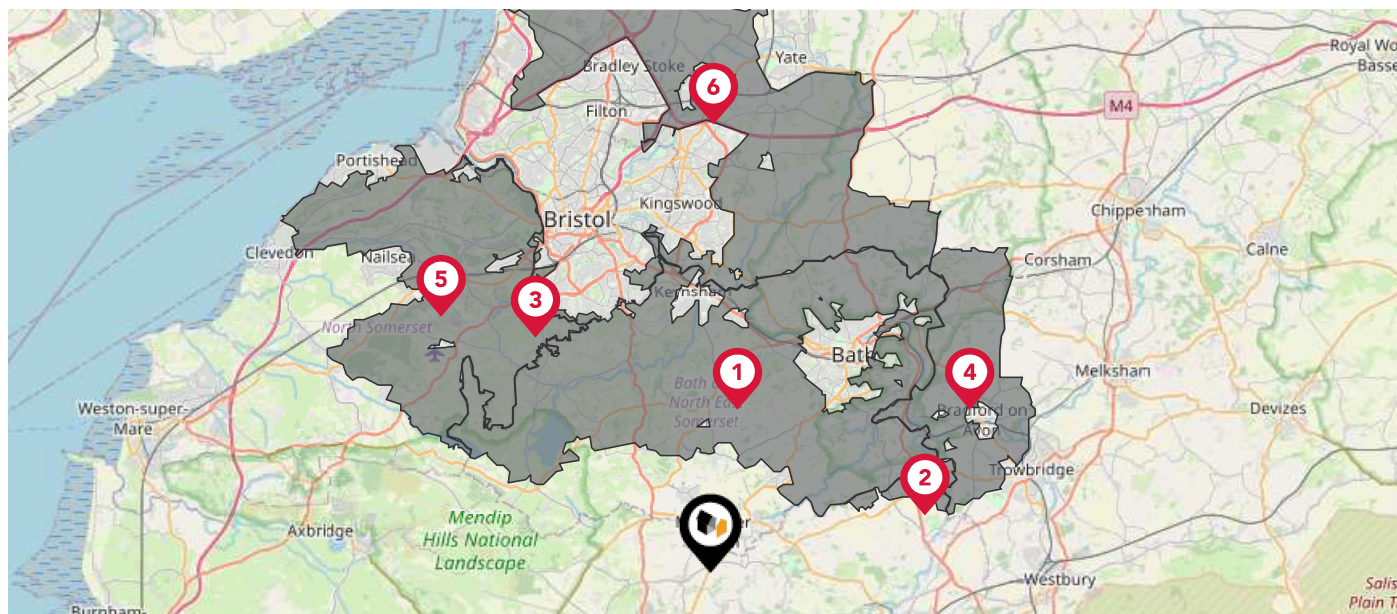 Yate
Royal Wo
Basse
Bradley Stoke
6
M4
Filton
Portishead
Kingswood
Chippenham
Bristol
Calne
Clevedon
Nailsea
Corsham
5
3
Keynsham
North Somerset
Bath
1
4
Melksham
Bath
North East
Somerset
Weston-super-
Mare
Bradford on
Avon
Devizes
2
Trowbridge
Mendip
Hills National
Landscape
Axbridge
Westbury
Salis
Plain T
Burnham-